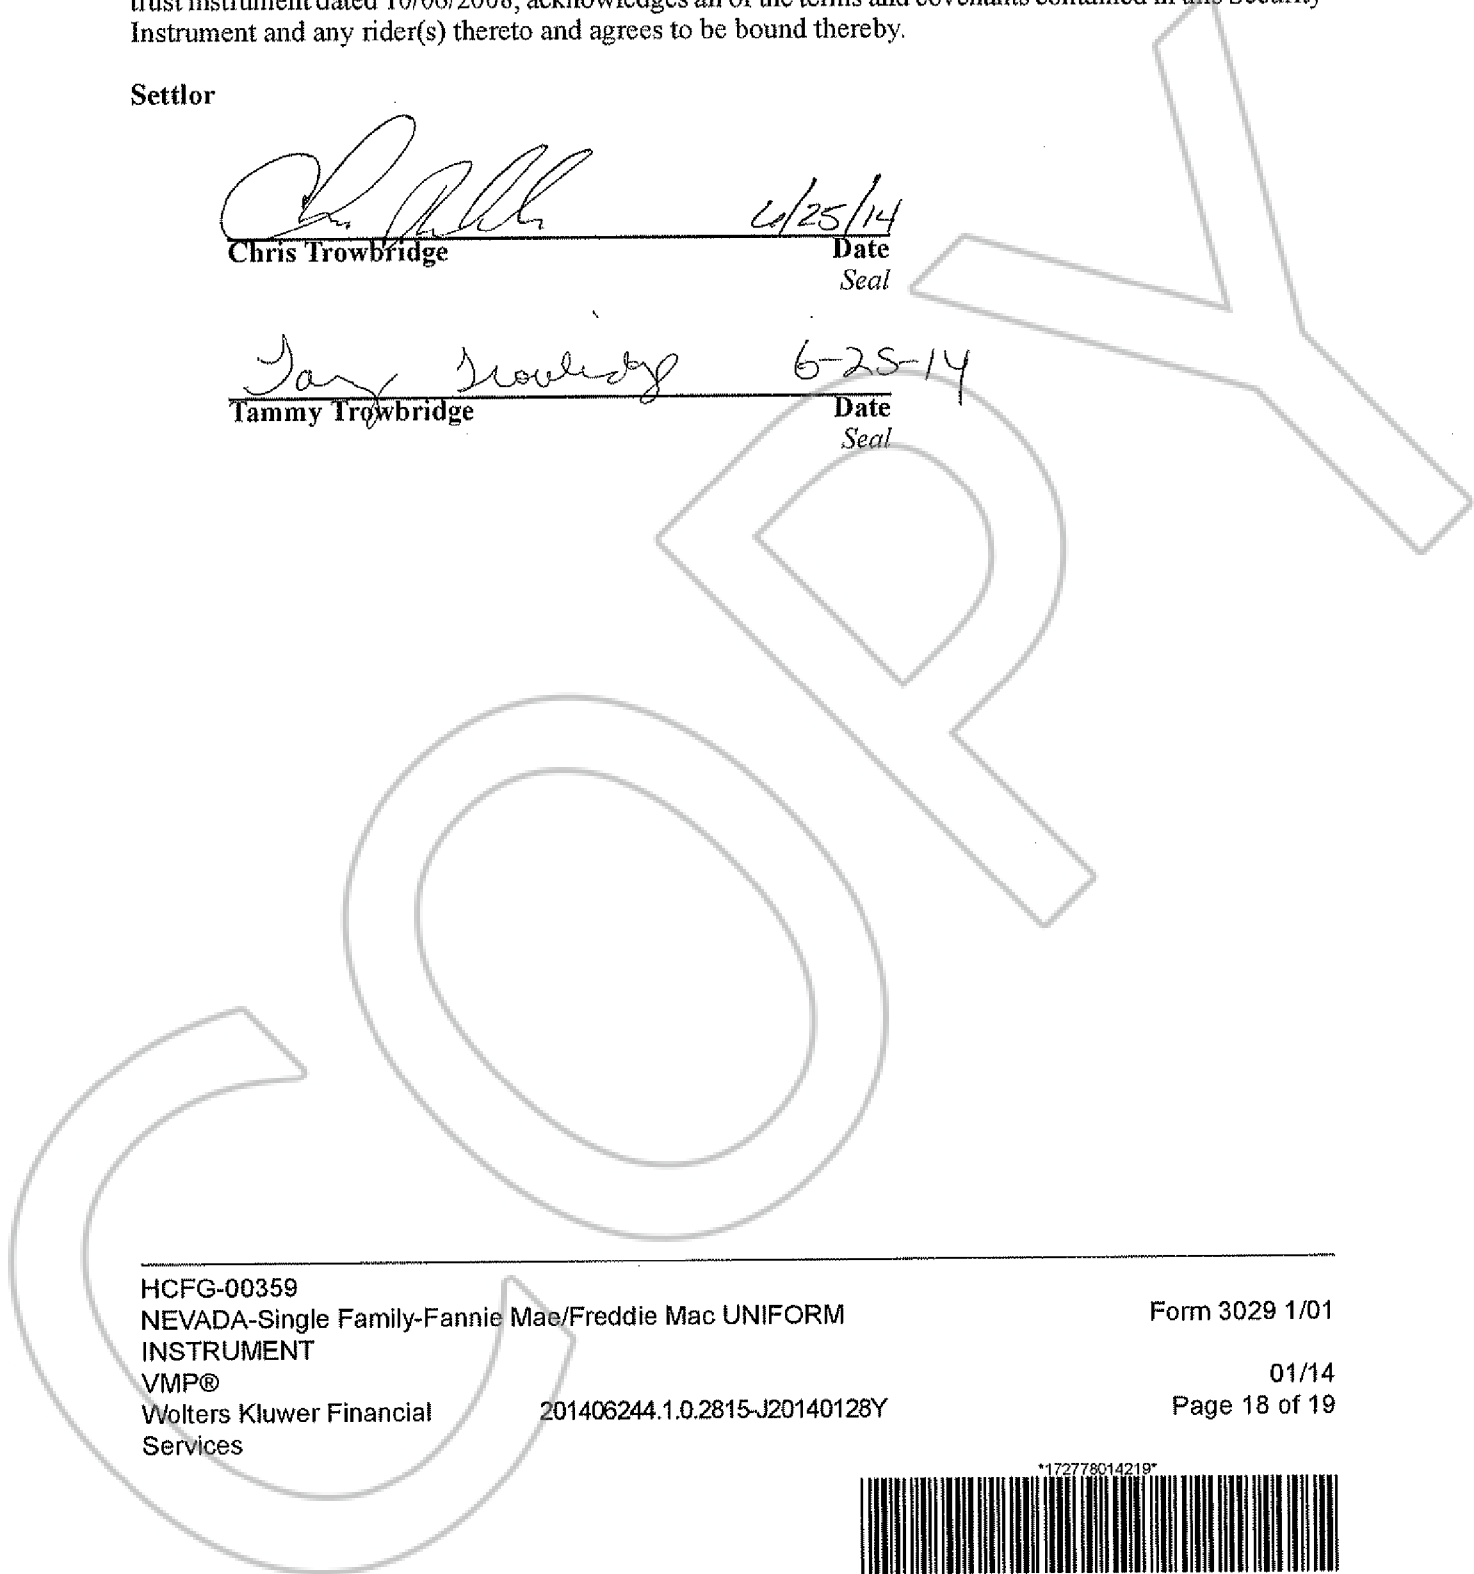 trust instrument dated 10/06/2008, acknowledges all of the terms and covenants contained in this Security
Instrument and any rider(s) thereto and agrees to be bound thereby.
Settlor
6/25/14
Chris Trowbridge Date
Seal
Tammy Trowbridge 6-25-14
Tammy Trowbridge Date
Seal
COPY
HCFG-00359
NEVADA-Single Family-Fannie Mae/Freddie Mac UNIFORM Form 3029 1/01
INSTRUMENT
VMP® 01/14
Wolters Kluwer Financial 201406244.1.0.2815-J20140128Y Page 18 of 19
Services
*172778014219*